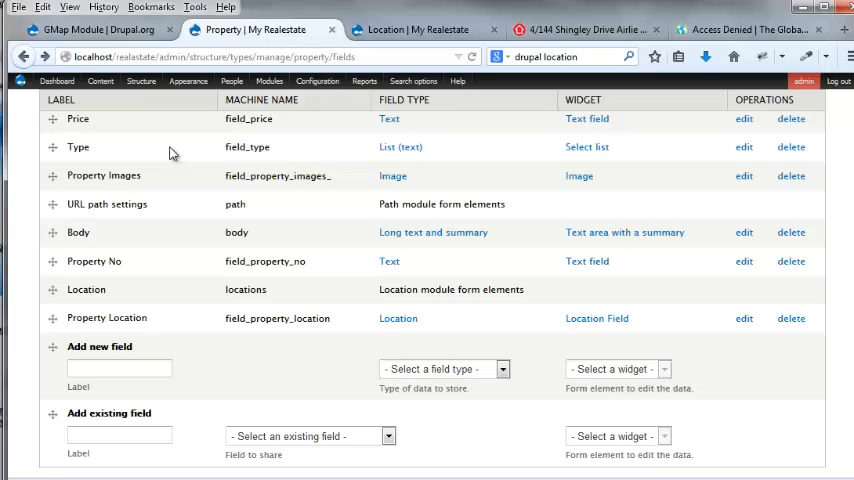 File Edit View History Bookmarks Tools Help
GMap Module | Drupal.org × Property | My Realestate × Location | My Realestate × 4/144 Shingley Drive Airlie ... × Access Denied | The Globa... ×
localhost/realastate/admin/structure/types/manage/property/fields drupal location
Dashboard Content Structure Appearance People Modules Configuration Reports Search options Help admin Log out
LABEL MACHINE NAME FIELD TYPE WIDGET OPERATIONS
Price field_price Text Text field edit delete
Type field_type List (text) Select list edit delete
Property Images field_property_images_ Image Image edit delete
URL path settings path Path module form elements
Body body Long text and summary Text area with a summary edit delete
Property No field_property_no Text Text field edit delete
Location locations Location module form elements
Property Location field_property_location Location Location Field edit delete
Add new field
- Select a field type - - Select a widget -
Label Type of data to store. Form element to edit the data.
Add existing field
- Select an existing field - - Select a widget -
Label Field to share Form element to edit the data.